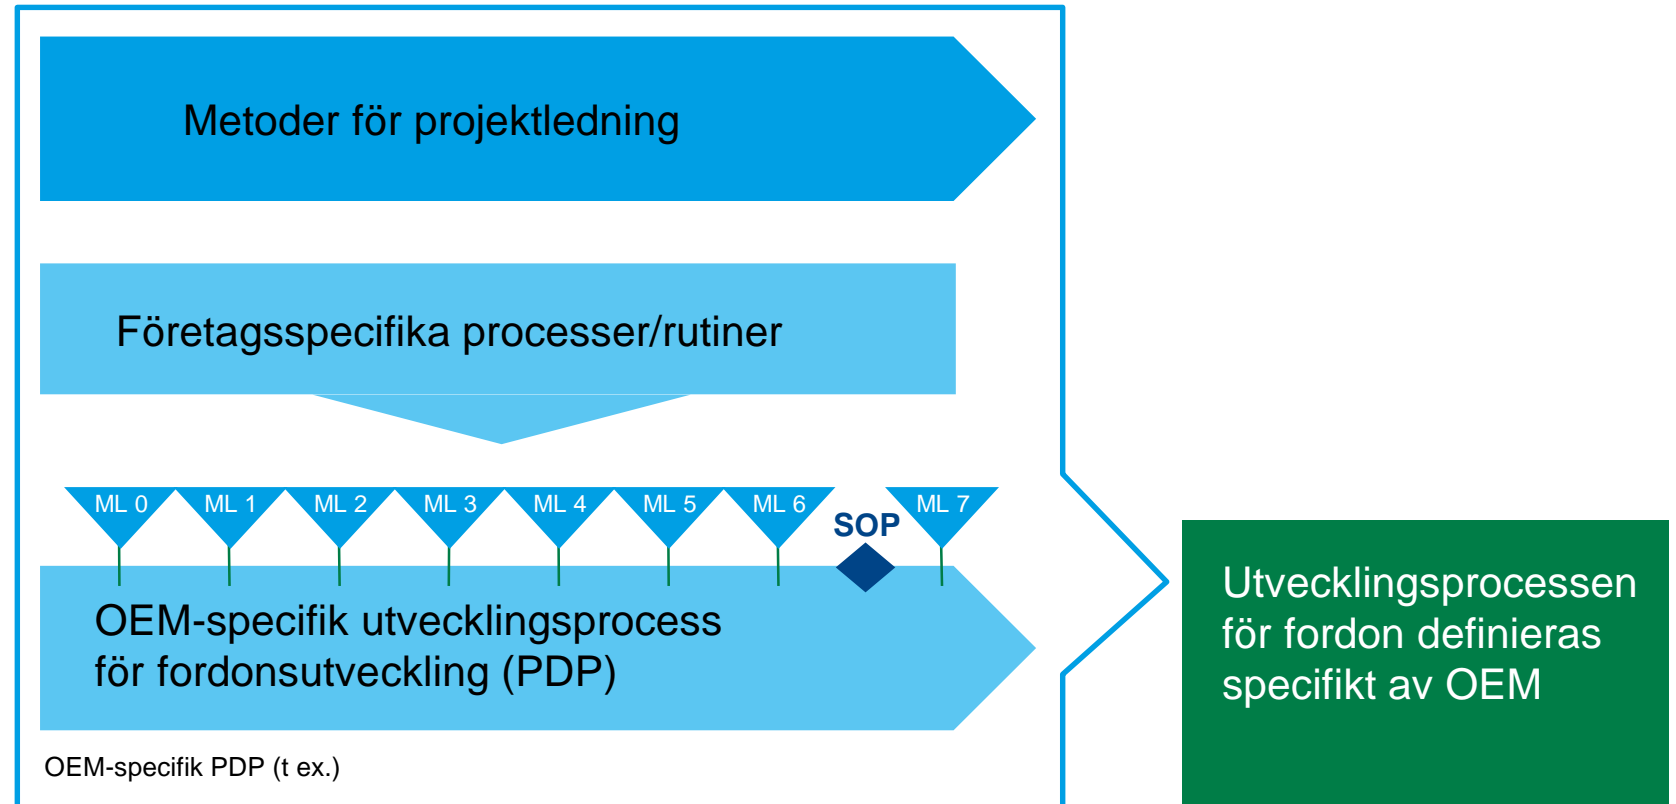 Metoder för projektledning
Företagsspecifika processer/rutiner
ML 0 ML 1 ML 2 ML 3 ML 4 ML 5 ML 6 SOP ML 7
OEM-specifik utvecklingsprocess
för fordonsutveckling (PDP)
OEM-specifik PDP (t ex.)
Utvecklingsprocessen
för fordon definieras
specifikt av OEM